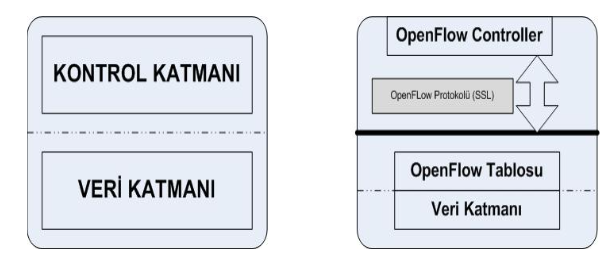 KONTROL KATMANI
VERİ KATMANI
OpenFlow Controller
OpenFLow Protokolü (SSL)
OpenFlow Tablosu
Veri Katmanı